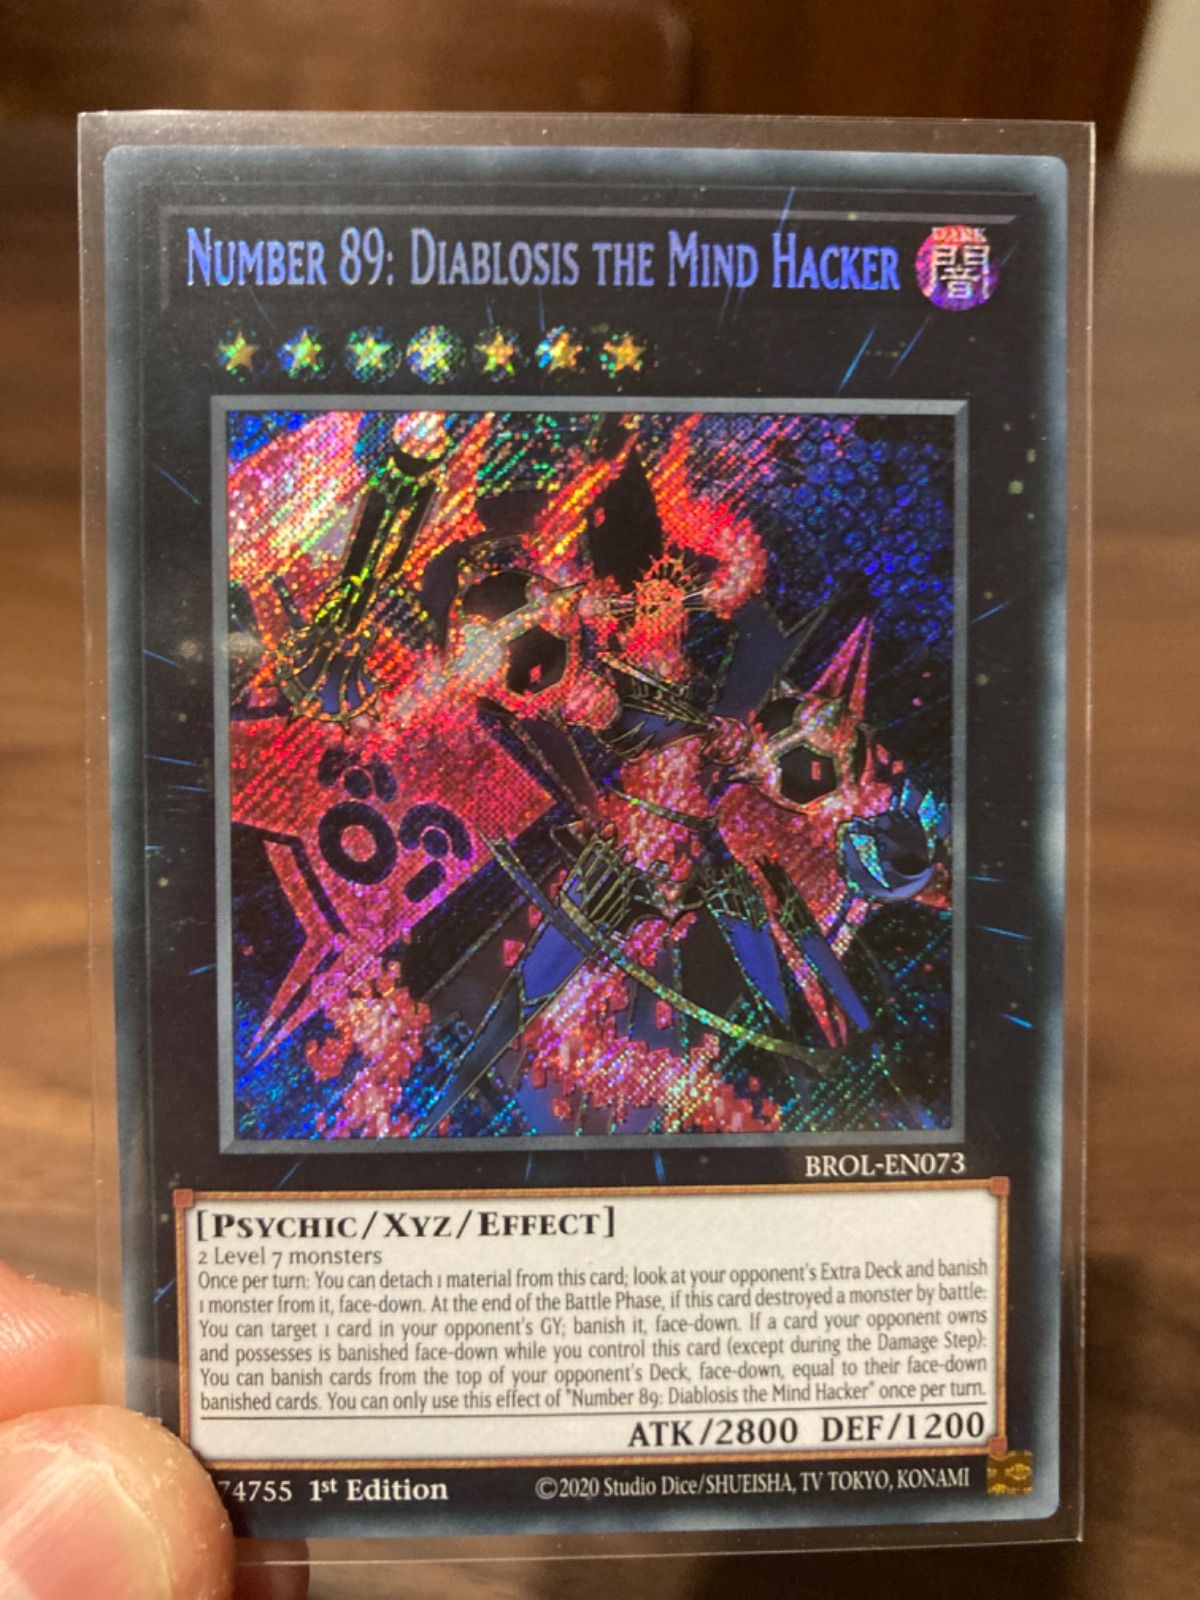 NUMBER 89: DIABLOSIS THE MIND HACKER
DARK
闇
BROL-EN073
[PSYCHIC/XYZ/EFFECT]
2 Level 7 monsters
Once per turn: You can detach 1 material from this card; look at your opponent's Extra Deck and banish
1 monster from it, face-down. At the end of the Battle Phase, if this card destroyed a monster by battle:
You can target 1 card in your opponent's GY; banish it, face-down. If a card your opponent owns
and possesses is banished face-down while you control this card (except during the Damage Step):
You can banish cards from the top of your opponent's Deck, face-down, equal to their face-down
banished cards. You can only use this effect of "Number 89: Diablosis the Mind Hacker" once per turn.
ATK/2800 DEF/1200
74755 1st Edition
©2020 Studio Dice/SHUEISHA, TV TOKYO, KONAMI